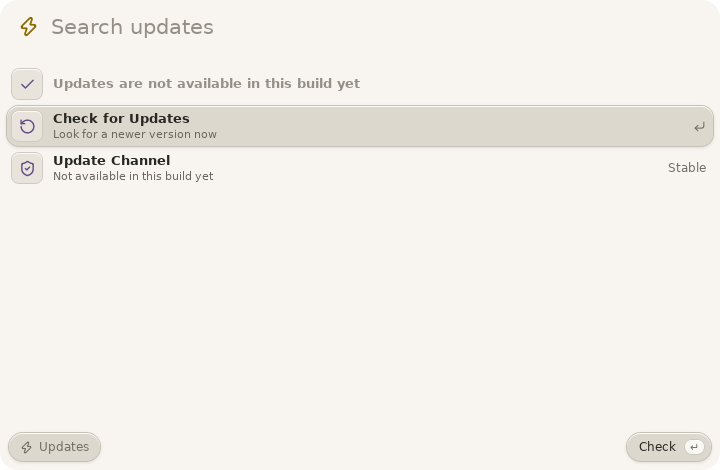 Search updates
Updates are not available in this build yet
Check for Updates
Look for a newer version now
Update Channel
Not available in this build yet
Stable
Updates
Check